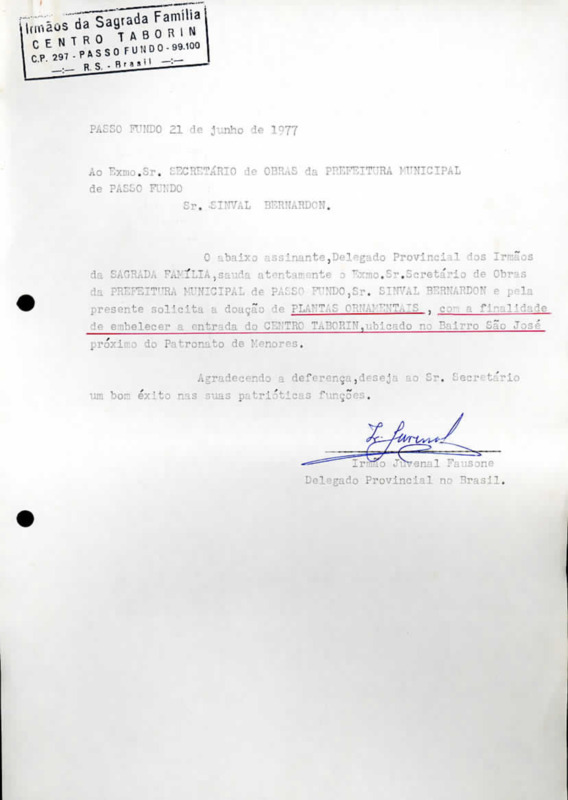 Irmãos da Sagrada Família
CENTRO TABORIN
C.P. 297 - PASSO FUNDO - 99.100
—:— R.S. - Brasil —:—
PASSO FUNDO 21 de junho de 1977
Ao Exmo.Sr. SECRETÁRIO de OBRAS da PREFEITURA MUNICIPAL
de PASSO FUNDO
Sr. SINVAL BERNARDON.
O abaixo assinante,Delegado Provincial dos Irmãos
da SAGRADA FAMÍLIA,sauda atentamente o Exmo.Sr.Scretário de Obras
da PREFEITURA MUNICIPAL de PASSO FUNDO,Sr. SINVAL BERNARDON e pela
presente solicita a doação de PLANTAS ORNAMENTAIS , com a finalidade
de embelecer a entrada do CENTRO TABORIN,ubicado no Bairro São José
próximo do Patronato de Menores.
Agradecendo a deferença,deseja ao Sr. Secretário
um bom éxito nas suas patrióticas funções.
Juvenal
Irmão Juvenal Fausone
Delegado Provincial no Brasil.